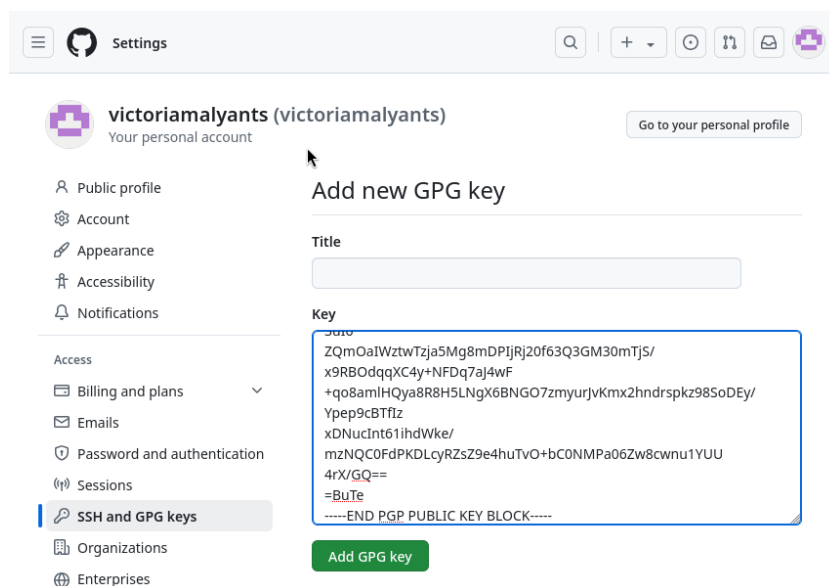 Settings
victoriamalyants (victoriamalyants)
Your personal account
Go to your personal profile
Public profile
Account
Appearance
Accessibility
Notifications
Access
Billing and plans
Emails
Password and authentication
Sessions
SSH and GPG keys
Organizations
Enterprises
Add new GPG key
Title
Key
ZQmOaIWztwTzja5Mg8mDPIjRj20f63Q3GM30mTjS/
x9RBOdqqXC4y+NFDq7aJ4wF
+qo8amlHQya8R8H5LNgX6BNGO7zmyurJvKmx2hndrspkz98SoDEy/
Ypep9cBTfIz
xDNucInt61ihdWke/
mzNQC0FdPKDLcyRZsZ9e4huTvO+bC0NMPa06Zw8cwnu1YUU
4rX/GQ==
=BuTe
-----END PGP PUBLIC KEY BLOCK-----
Add GPG key